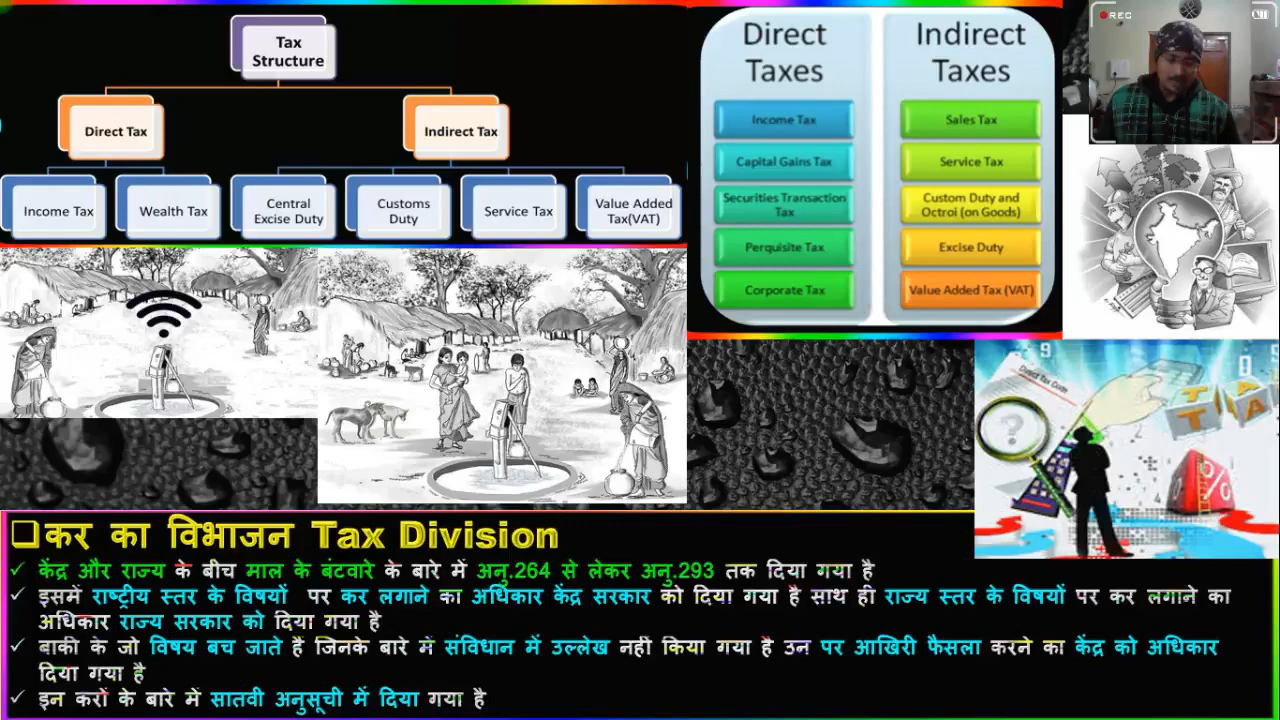 Tax
Structure
Direct Tax
Indirect Tax
Income Tax
Wealth Tax
Central
Excise Duty
Customs
Duty
Service Tax
Value Added
Tax(VAT)
Direct
Taxes
Income Tax
Capital Gains Tax
Securities Transaction
Tax
Perquisite Tax
Corporate Tax
Indirect
Taxes
Sales Tax
Service Tax
Custom Duty and
Octroi (on Goods)
Excise Duty
Value Added Tax (VAT)
REC
कर का विभाजन Tax Division
केंद्र और राज्य के बीच माल के बंटवारे के बारे में अनु.264 से लेकर अनु.293 तक दिया गया है
इसमें राष्ट्रीय स्तर के विषयों पर कर लगाने का अधिकार केंद्र सरकार को दिया गया है साथ ही राज्य स्तर के विषयों पर कर लगाने का
अधिकार राज्य सरकार को दिया गया है
बाकी के जो विषय बच जाते हैं जिनके बारे में संविधान में उल्लेख नहीं किया गया है उन पर आखिरी फैसला करने का केंद्र को अधिकार
दिया गया है
इन करों के बारे में सातवी अनुसूची में दिया गया है